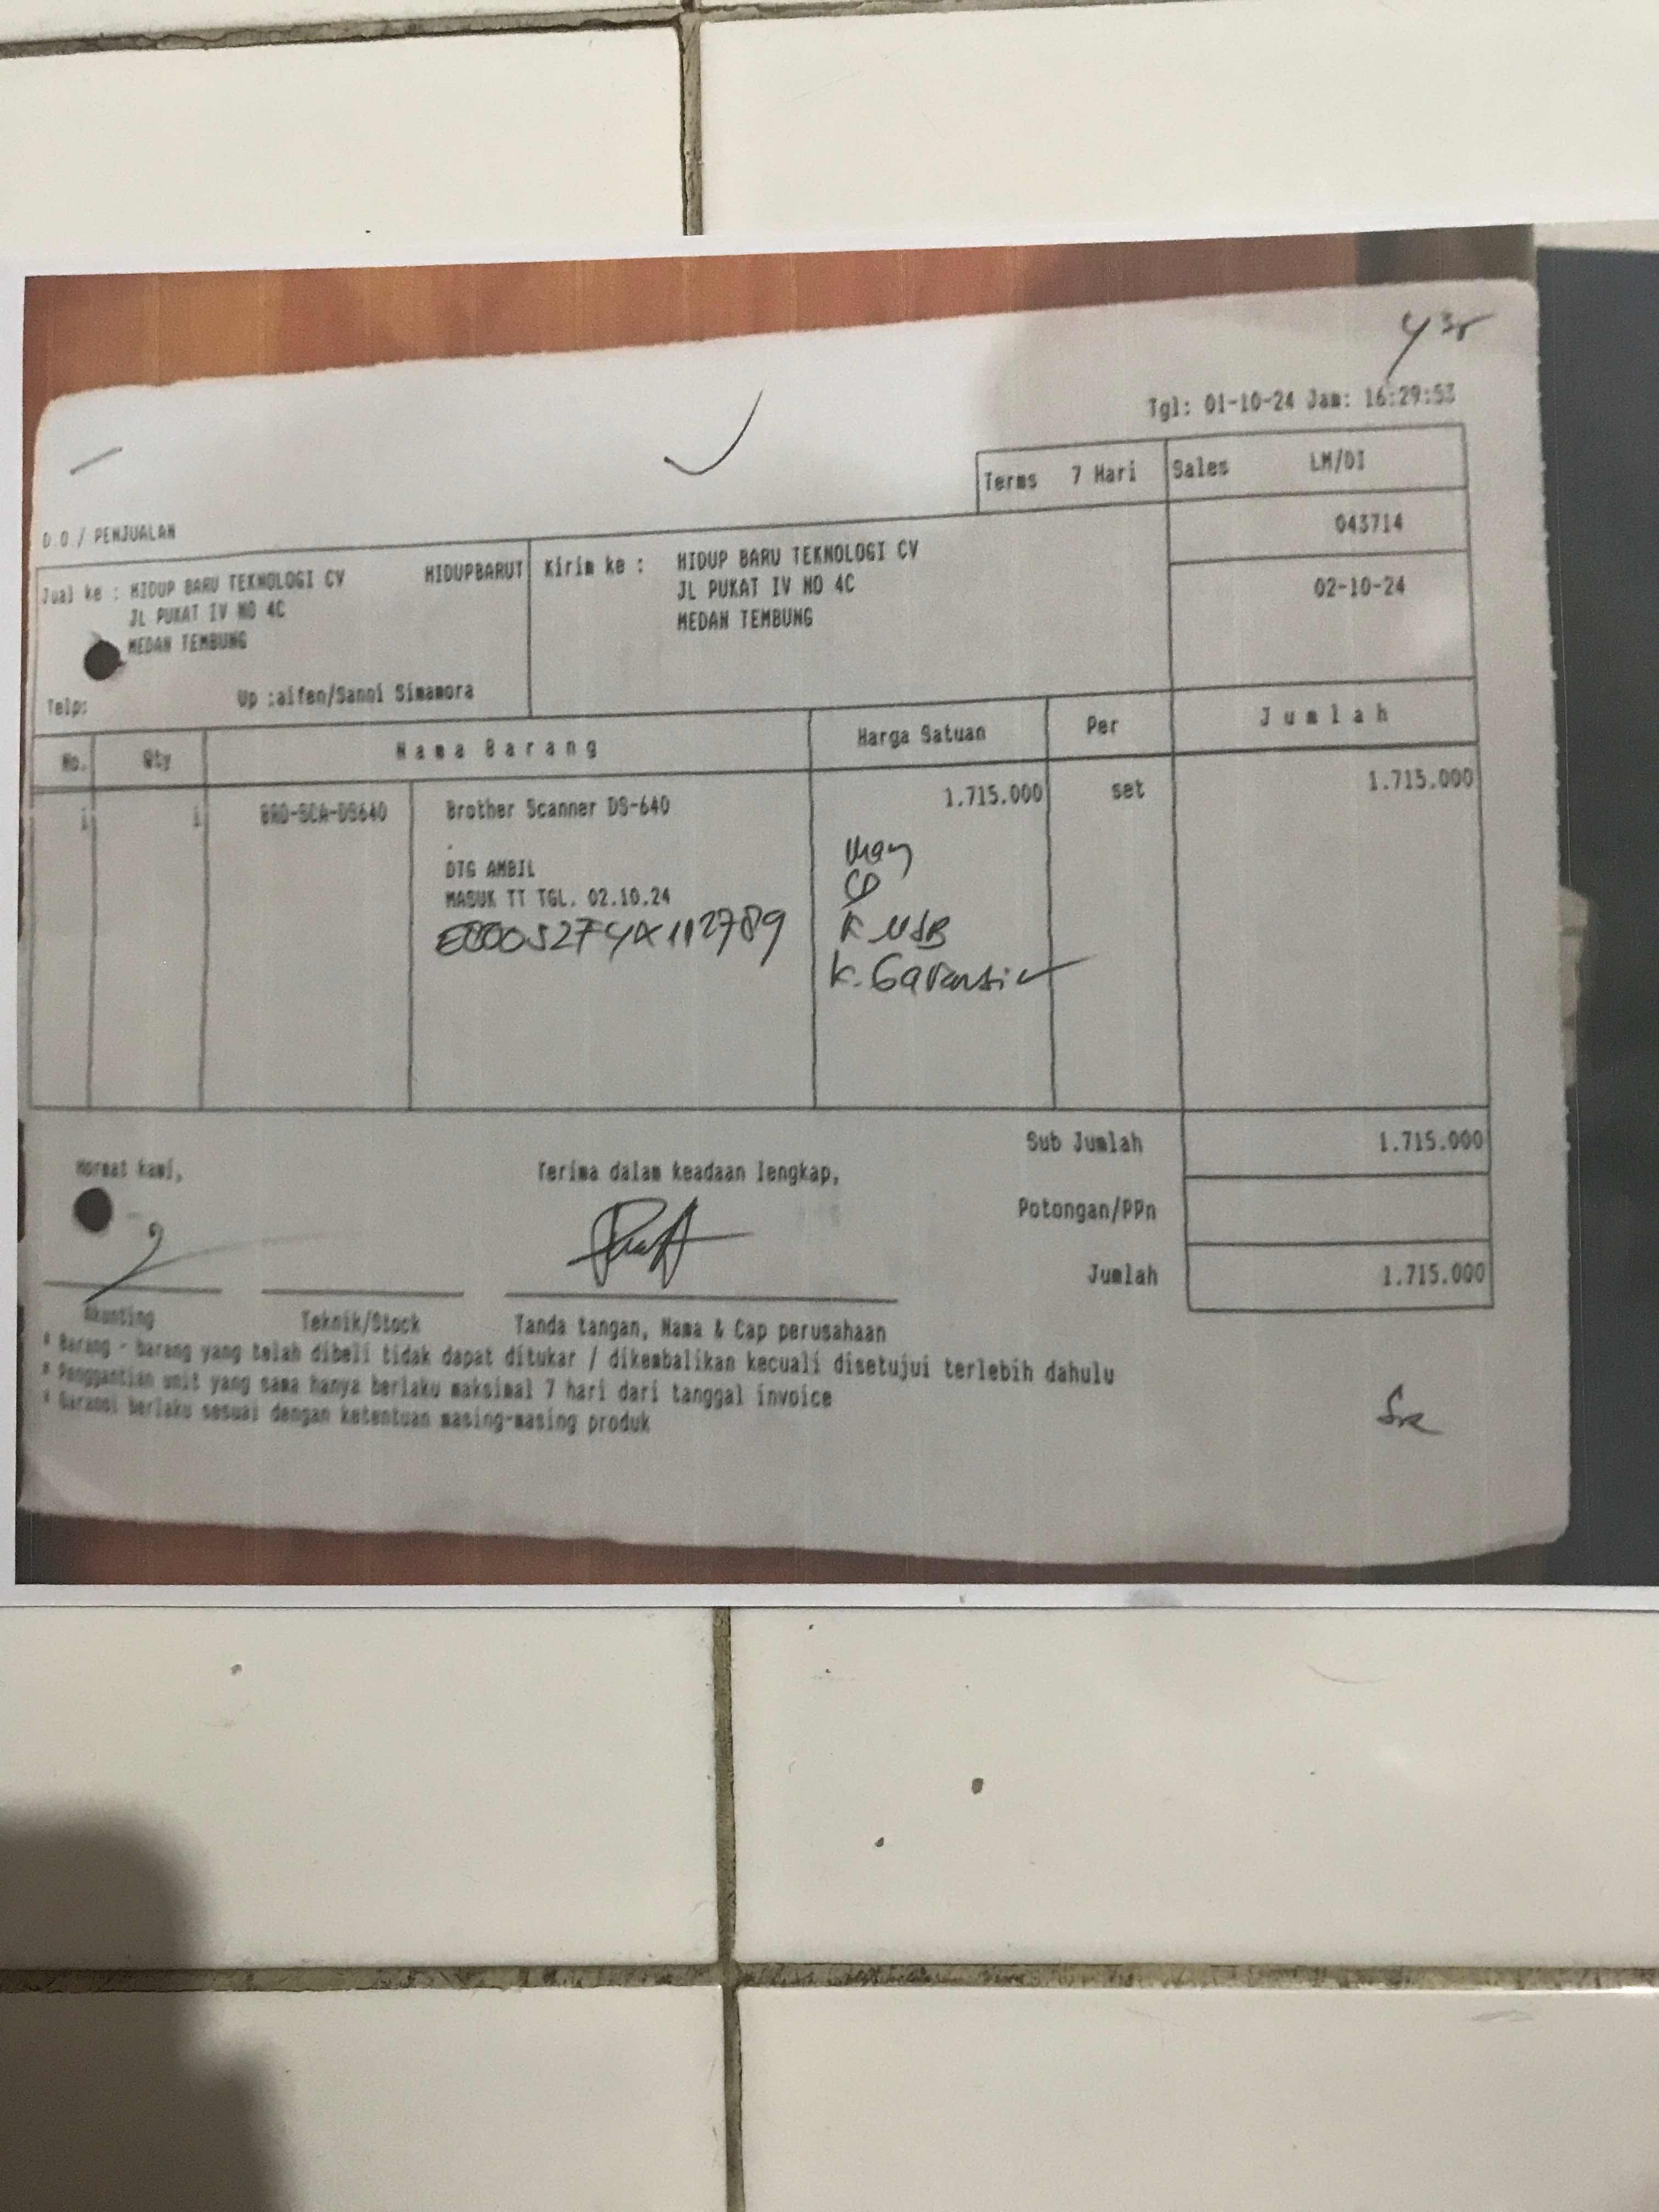 Tgl: 01-10-24 Jam: 16:29:53
Terms 7 Hari Sales LM/DI
D.O./ PENJUALAN
043714
02-10-24
Jual ke : HIDUP BARU TEKNOLOGI CV HIDUPBARUT
JL PUKAT IV NO 4C
MEDAN TEMBUNG
Telp: Up :aifen/Sanni Simamora
Kirim ke : HIDUP BARU TEKNOLOGI CV
JL PUKAT IV NO 4C
MEDAN TEMBUNG
No. Qty Nama Barang Harga Satuan Per Jumlah
1 1 BRO-SCA-DS640 Brother Scanner DS-640 1.715.000 set 1.715.000
DTG AMBIL
MASUK TT TGL. 02.10.24
K USB
K. Garansi
Sub Jumlah 1.715.000
Potongan/PPn
Jumlah 1.715.000
Hormat kami,
Terima dalam keadaan lengkap,
Akunting Teknik/Stock Tanda tangan, Nama & Cap perusahaan
* Barang - barang yang telah dibeli tidak dapat ditukar / dikembalikan kecuali disetujui terlebih dahulu
* Penggantian unit yang sama hanya berlaku maksimal 7 hari dari tanggal invoice
* Garansi berlaku sesuai dengan ketentuan masing-masing produk